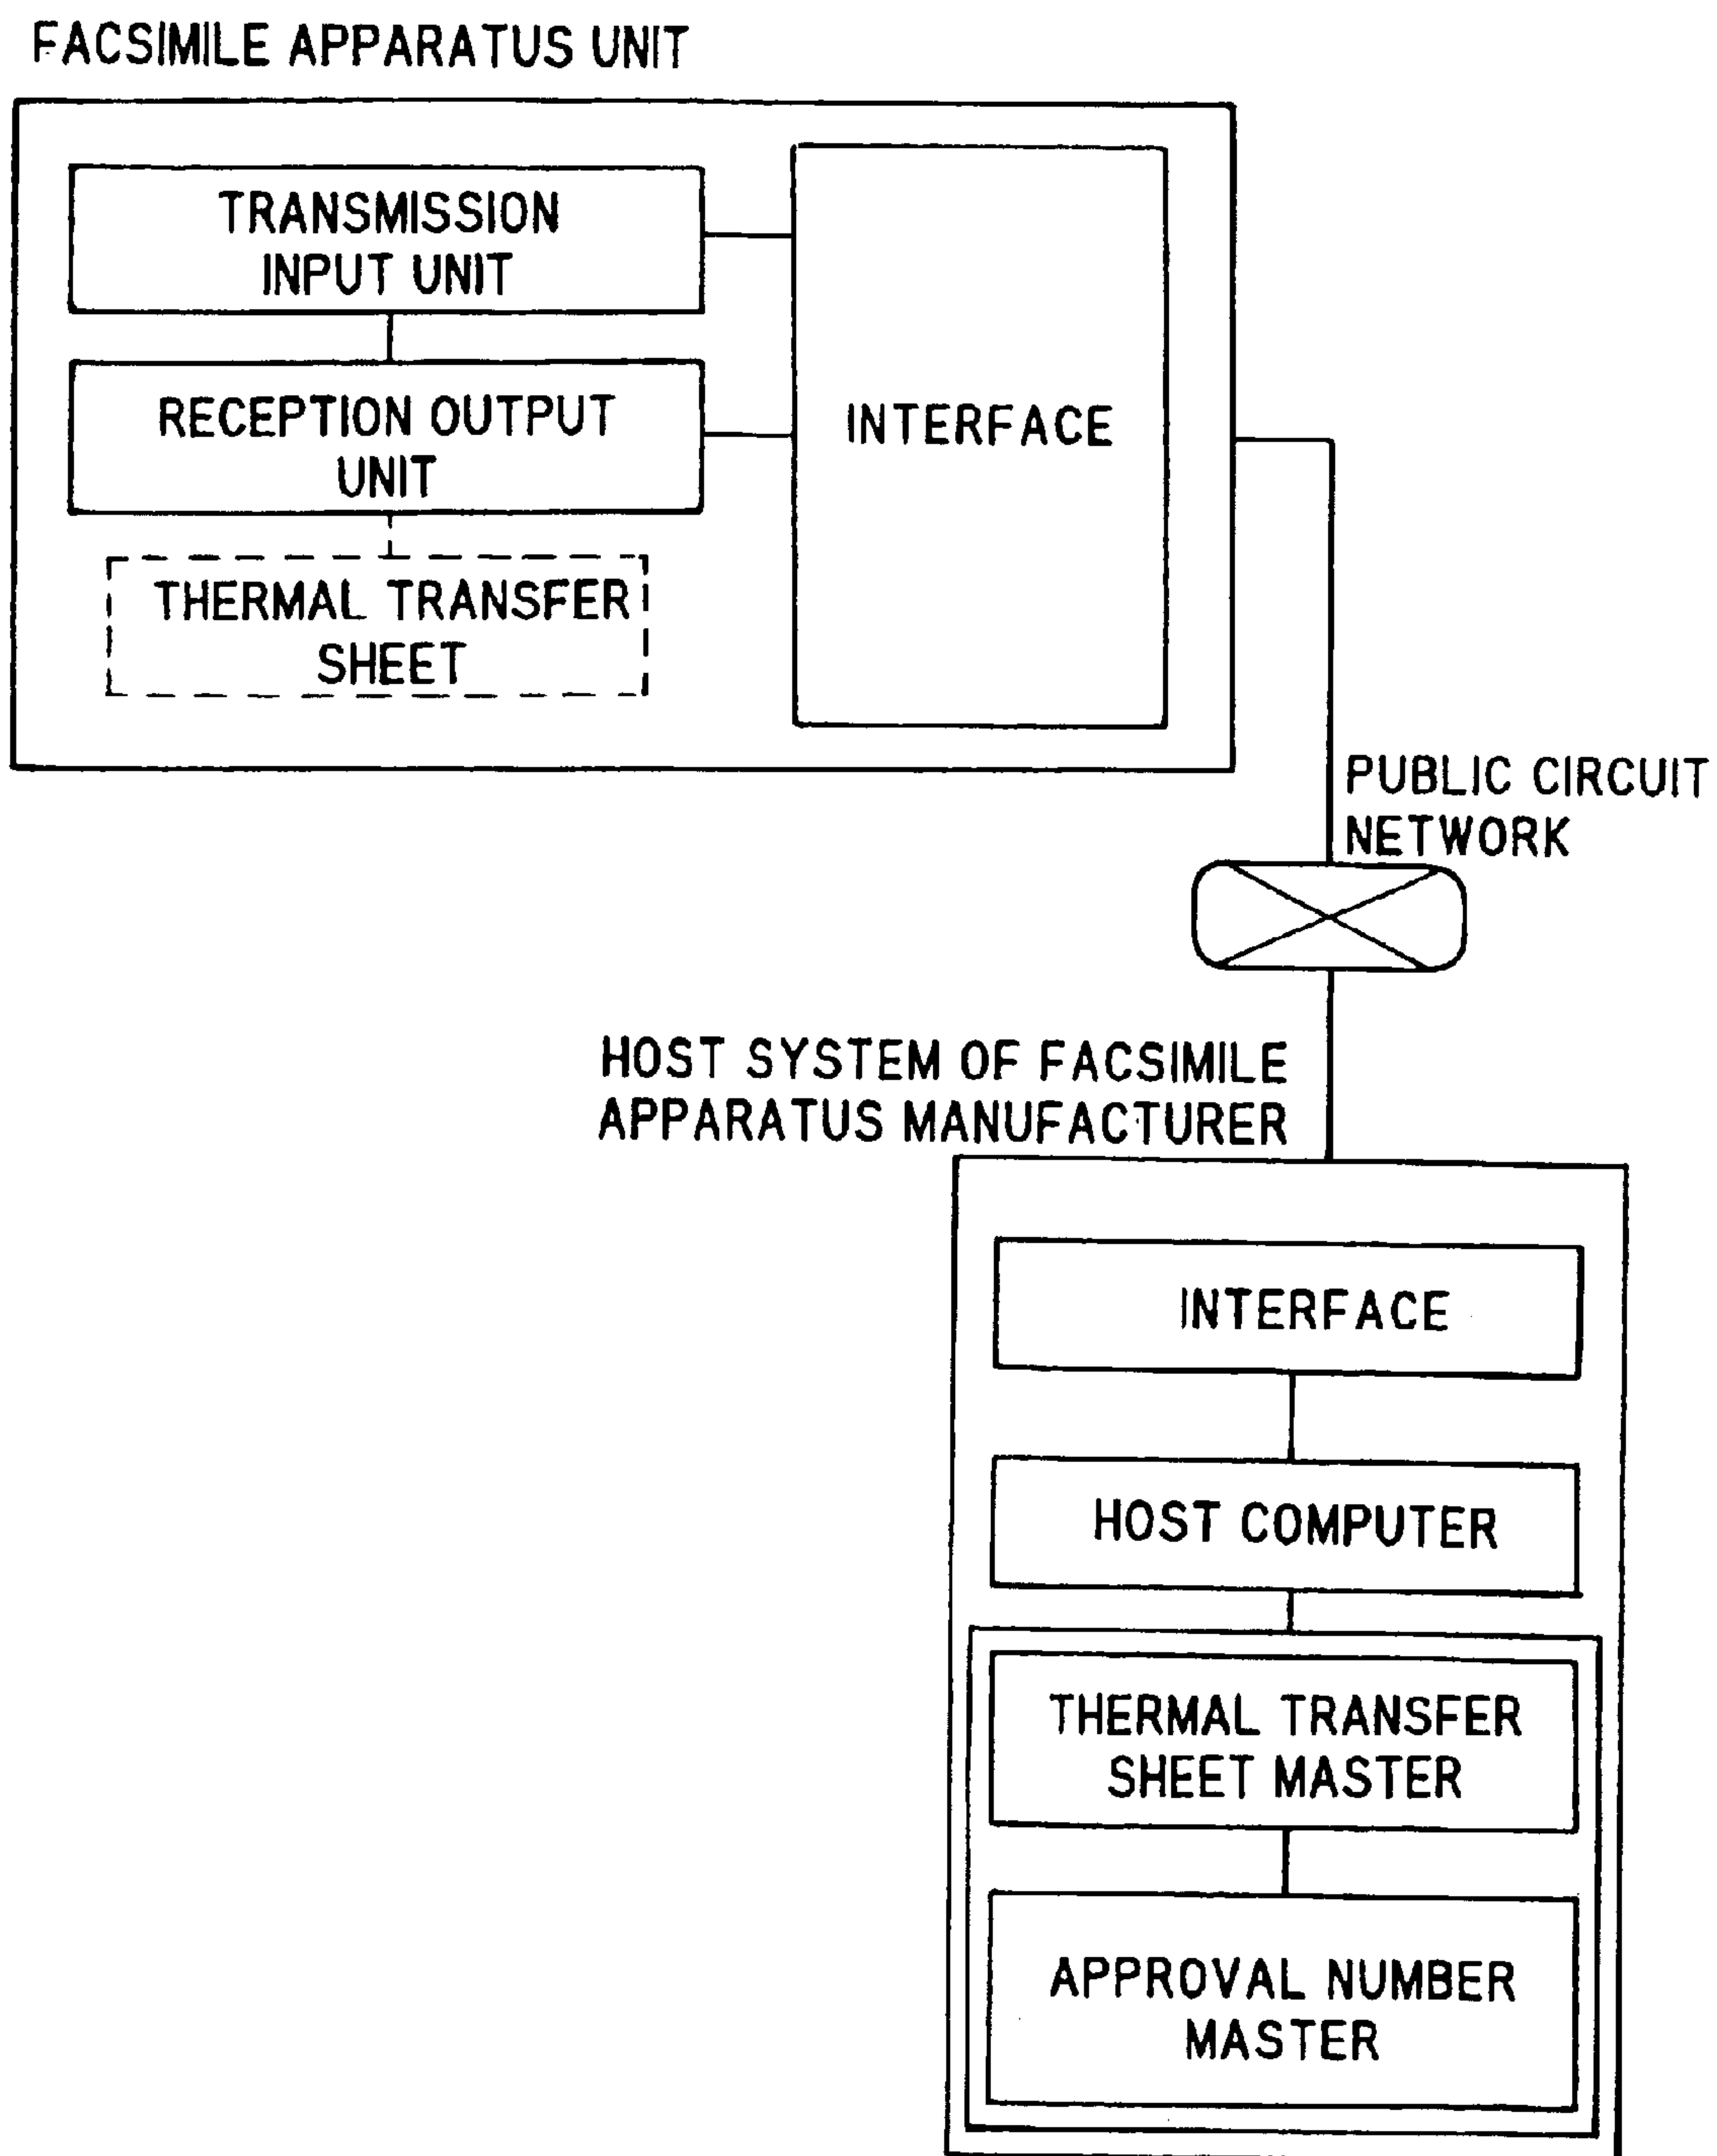 FACSIMILE APPARATUS UNIT
TRANSMISSION
INPUT UNIT
RECEPTION OUTPUT
UNIT
THERMAL TRANSFER
SHEET
INTERFACE
PUBLIC CIRCUIT
NETWORK
HOST SYSTEM OF FACSIMILE
APPARATUS MANUFACTURER
INTERFACE
HOST COMPUTER
THERMAL TRANSFER
SHEET MASTER
APPROVAL NUMBER
MASTER